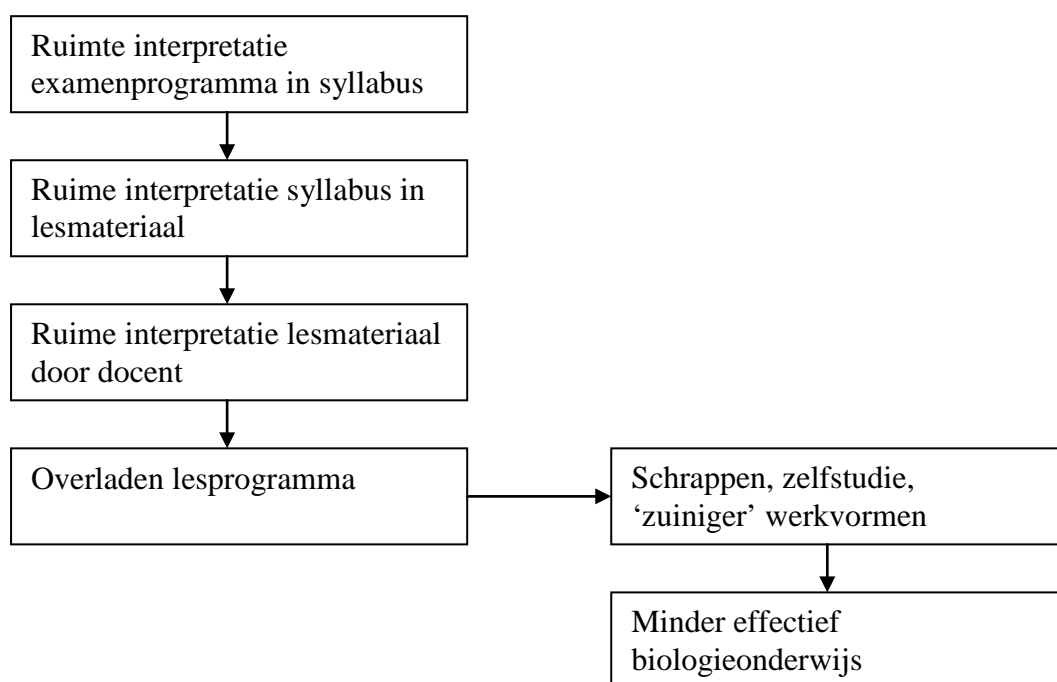 Ruimte interpretatie
examenprogramma in syllabus
Ruime interpretatie syllabus in
lesmateriaal
Ruime interpretatie lesmateriaal
door docent
Overladen lesprogramma
Schrappen, zelfstudie,
‘zuiniger’ werkvormen
Minder effectief
biologieonderwijs